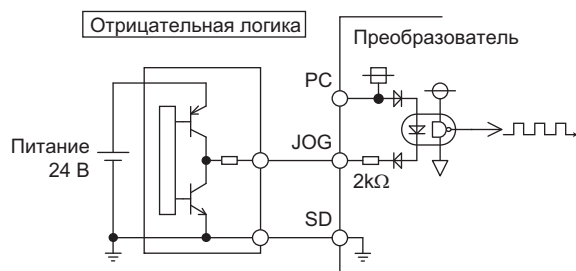 Отрицательная логика
Преобразователь
PC
Питание
24 В
JOG
2kΩ
SD